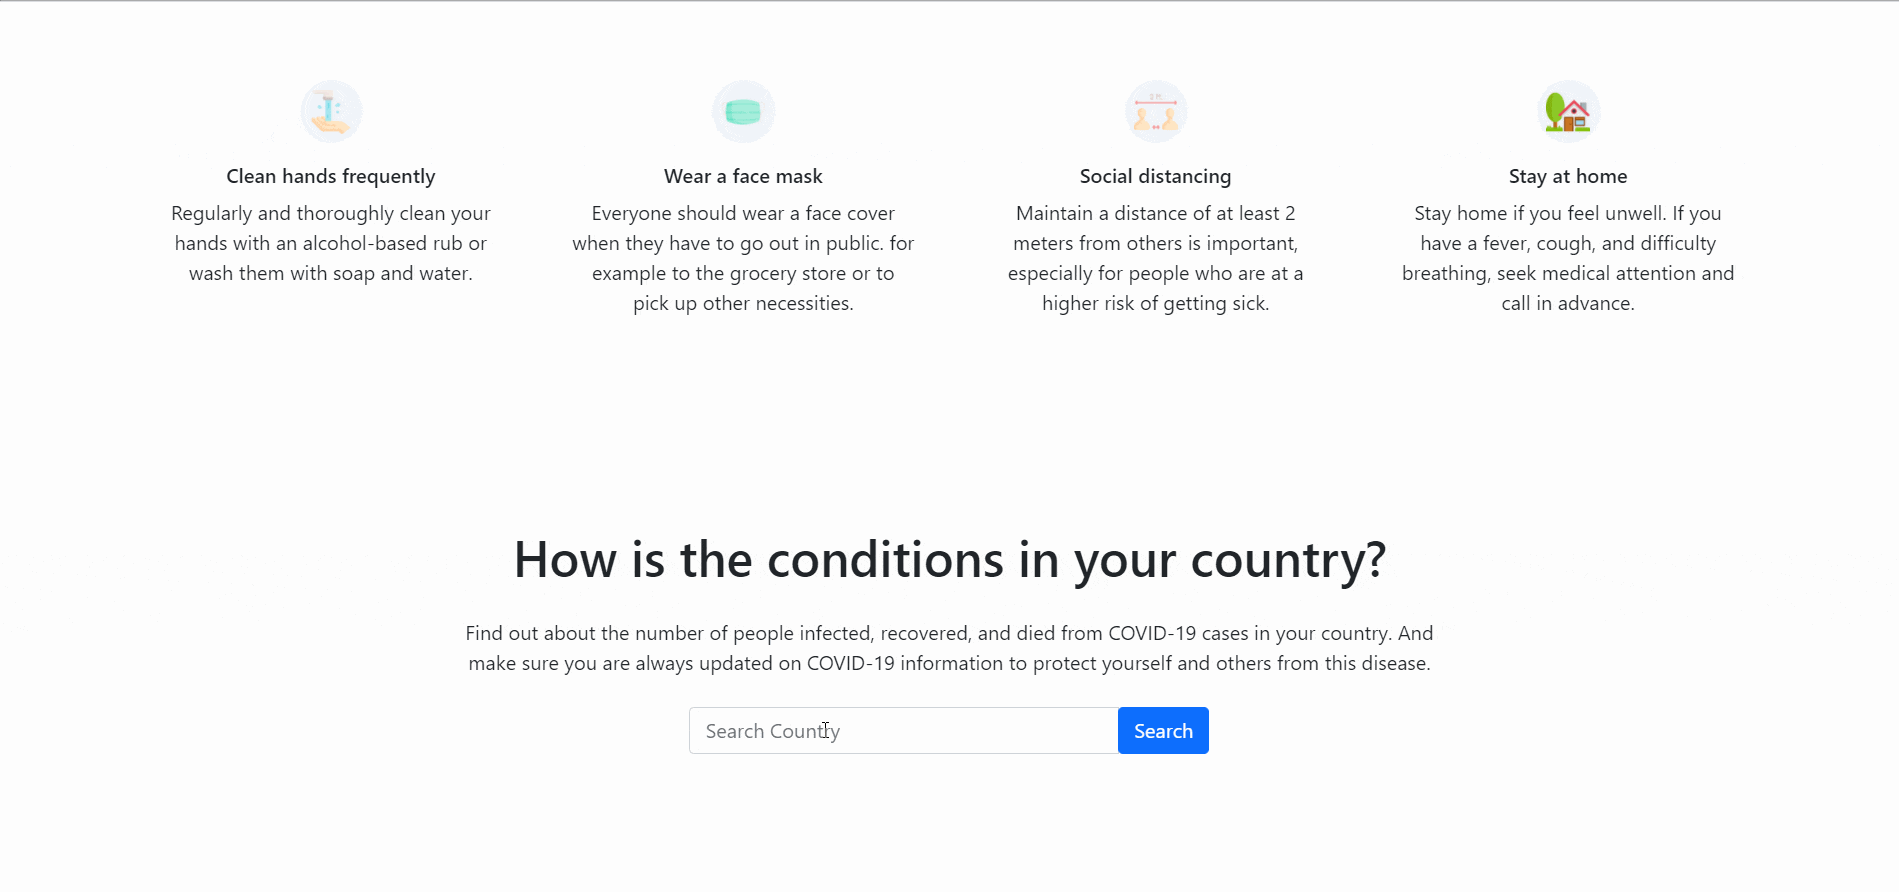 Clean hands frequently
Regularly and thoroughly clean your
hands with an alcohol-based rub or
wash them with soap and water.
Wear a face mask
Everyone should wear a face cover
when they have to go out in public. for
example to the grocery store or to
pick up other necessities.
Social distancing
Maintain a distance of at least 2
meters from others is important,
especially for people who are at a
higher risk of getting sick.
Stay at home
Stay home if you feel unwell. If you
have a fever, cough, and difficulty
breathing, seek medical attention and
call in advance.
How is the conditions in your country?
Find out about the number of people infected, recovered, and died from COVID-19 cases in your country. And
make sure you are always updated on COVID-19 information to protect yourself and others from this disease.
Search Country
Search